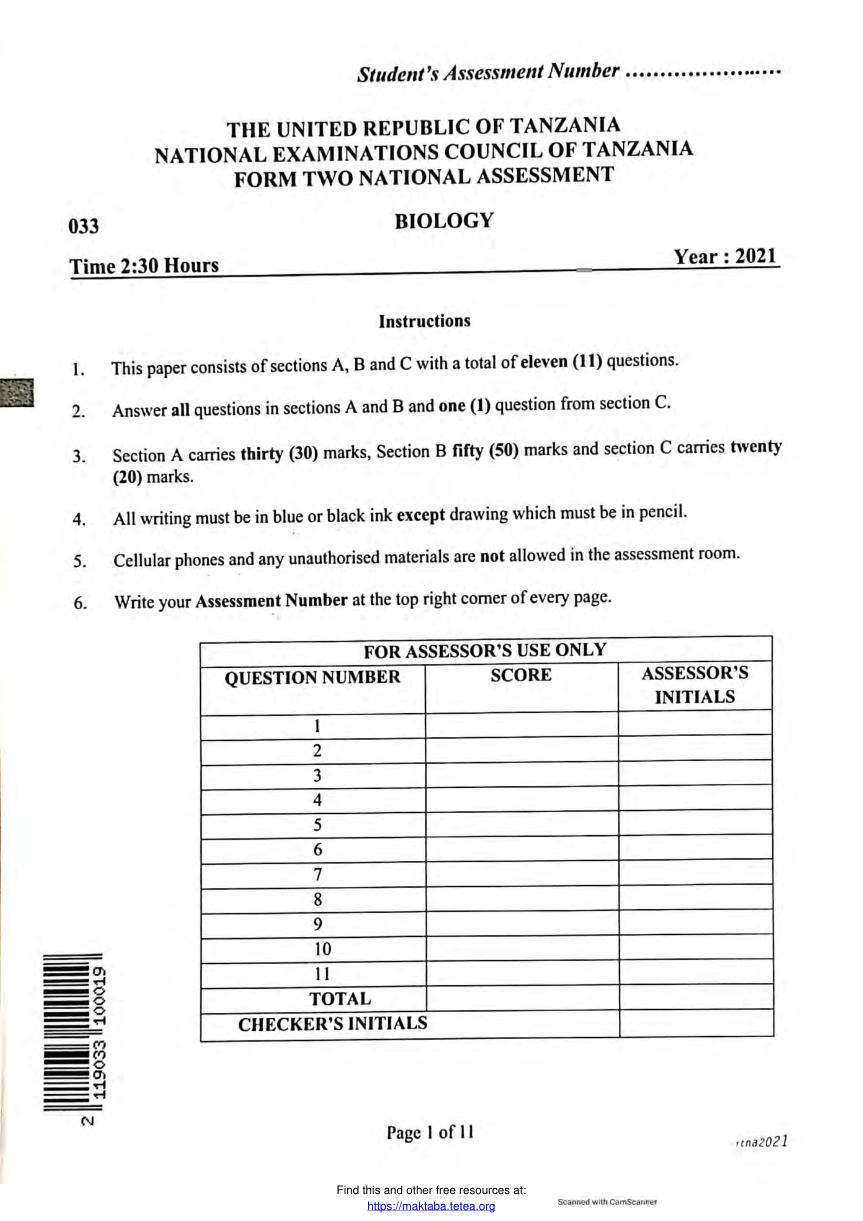 Student's Assessment Number ........................
THE UNITED REPUBLIC OF TANZANIA
NATIONAL EXAMINATIONS COUNCIL OF TANZANIA
FORM TWO NATIONAL ASSESSMENT
033 BIOLOGY
Time 2:30 Hours Year : 2021
Instructions
1. This paper consists of sections A, B and C with a total of eleven (11) questions.
2. Answer all questions in sections A and B and one (1) question from section C.
3. Section A carries thirty (30) marks, Section B fifty (50) marks and section C carries twenty
(20) marks.
4. All writing must be in blue or black ink except drawing which must be in pencil.
5. Cellular phones and any unauthorised materials are not allowed in the assessment room.
6. Write your Assessment Number at the top right corner of every page.
FOR ASSESSOR'S USE ONLY
QUESTION NUMBER SCORE ASSESSOR'S
INITIALS
1
2
3
4
5
6
7
8
9
10
11
TOTAL
CHECKER'S INITIALS
2 119033 100019
Page 1 of 11
tna2021
Find this and other free resources at:
https://maktaba.tetea.org
Scanned with CamScanner